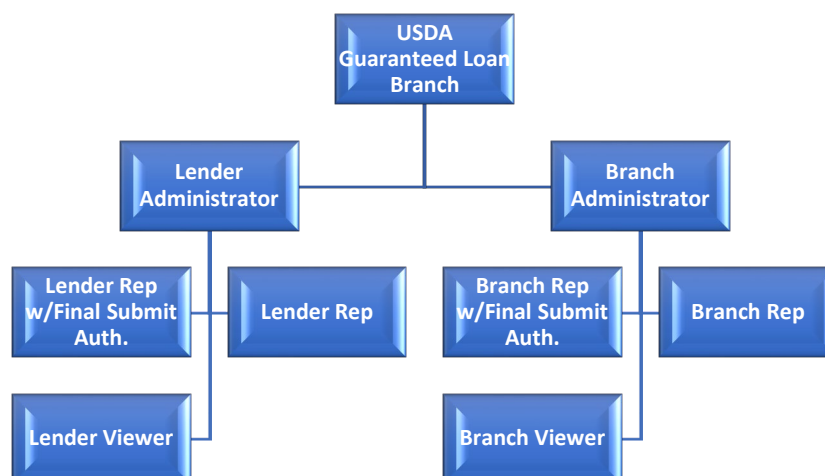 USDA
Guaranteed Loan
Branch
Lender
Administrator
Branch
Administrator
Lender Rep
w/Final Submit
Auth.
Lender Rep
Branch Rep
w/Final Submit
Auth.
Branch Rep
Lender Viewer
Branch Viewer